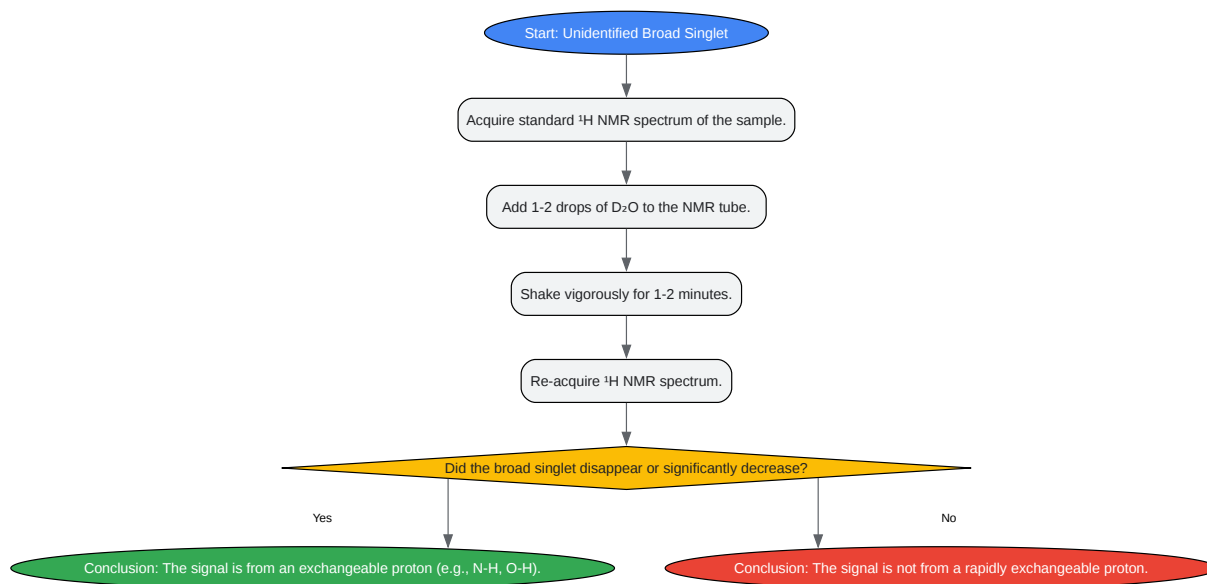 Start: Unidentified Broad Singlet
Acquire standard ¹H NMR spectrum of the sample.
Add 1-2 drops of D₂O to the NMR tube.
Shake vigorously for 1-2 minutes.
Re-acquire ¹H NMR spectrum.
Did the broad singlet disappear or significantly decrease?
Yes
No
Conclusion: The signal is from an exchangeable proton (e.g., N-H, O-H).
Conclusion: The signal is not from a rapidly exchangeable proton.